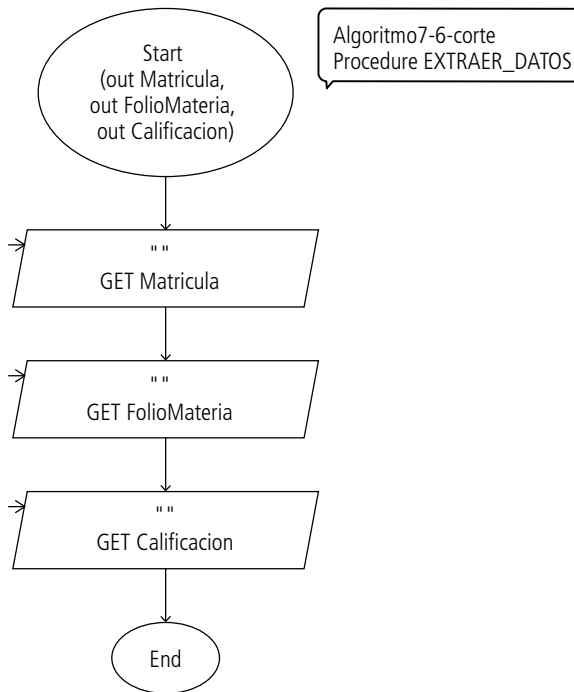 Start
(out Matricula,
out FolioMateria,
out Calificacion)
Algoritmo7-6-corte
Procedure EXTRAER_DATOS
" "
GET Matricula
" "
GET FolioMateria
" "
GET Calificacion
End